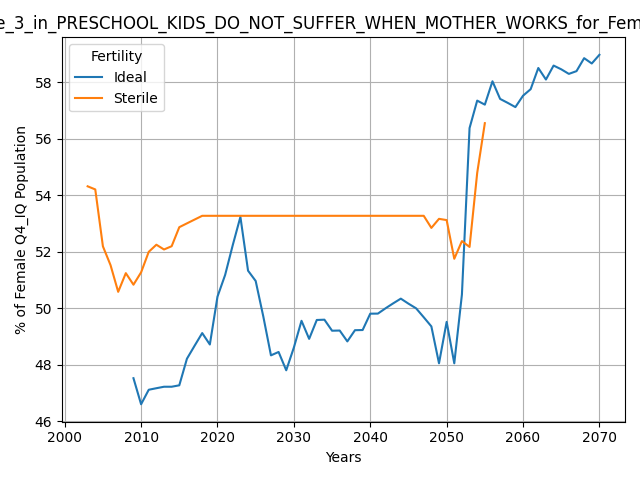 e_3_in_PRESCHOOL_KIDS_DO_NOT_SUFFER_WHEN_MOTHER_WORKS_for_Fem
Fertility
Ideal
Sterile
% of Female Q4_IQ Population
58
56
54
52
50
48
46
2000 2010 2020 2030 2040 2050 2060 2070
Years